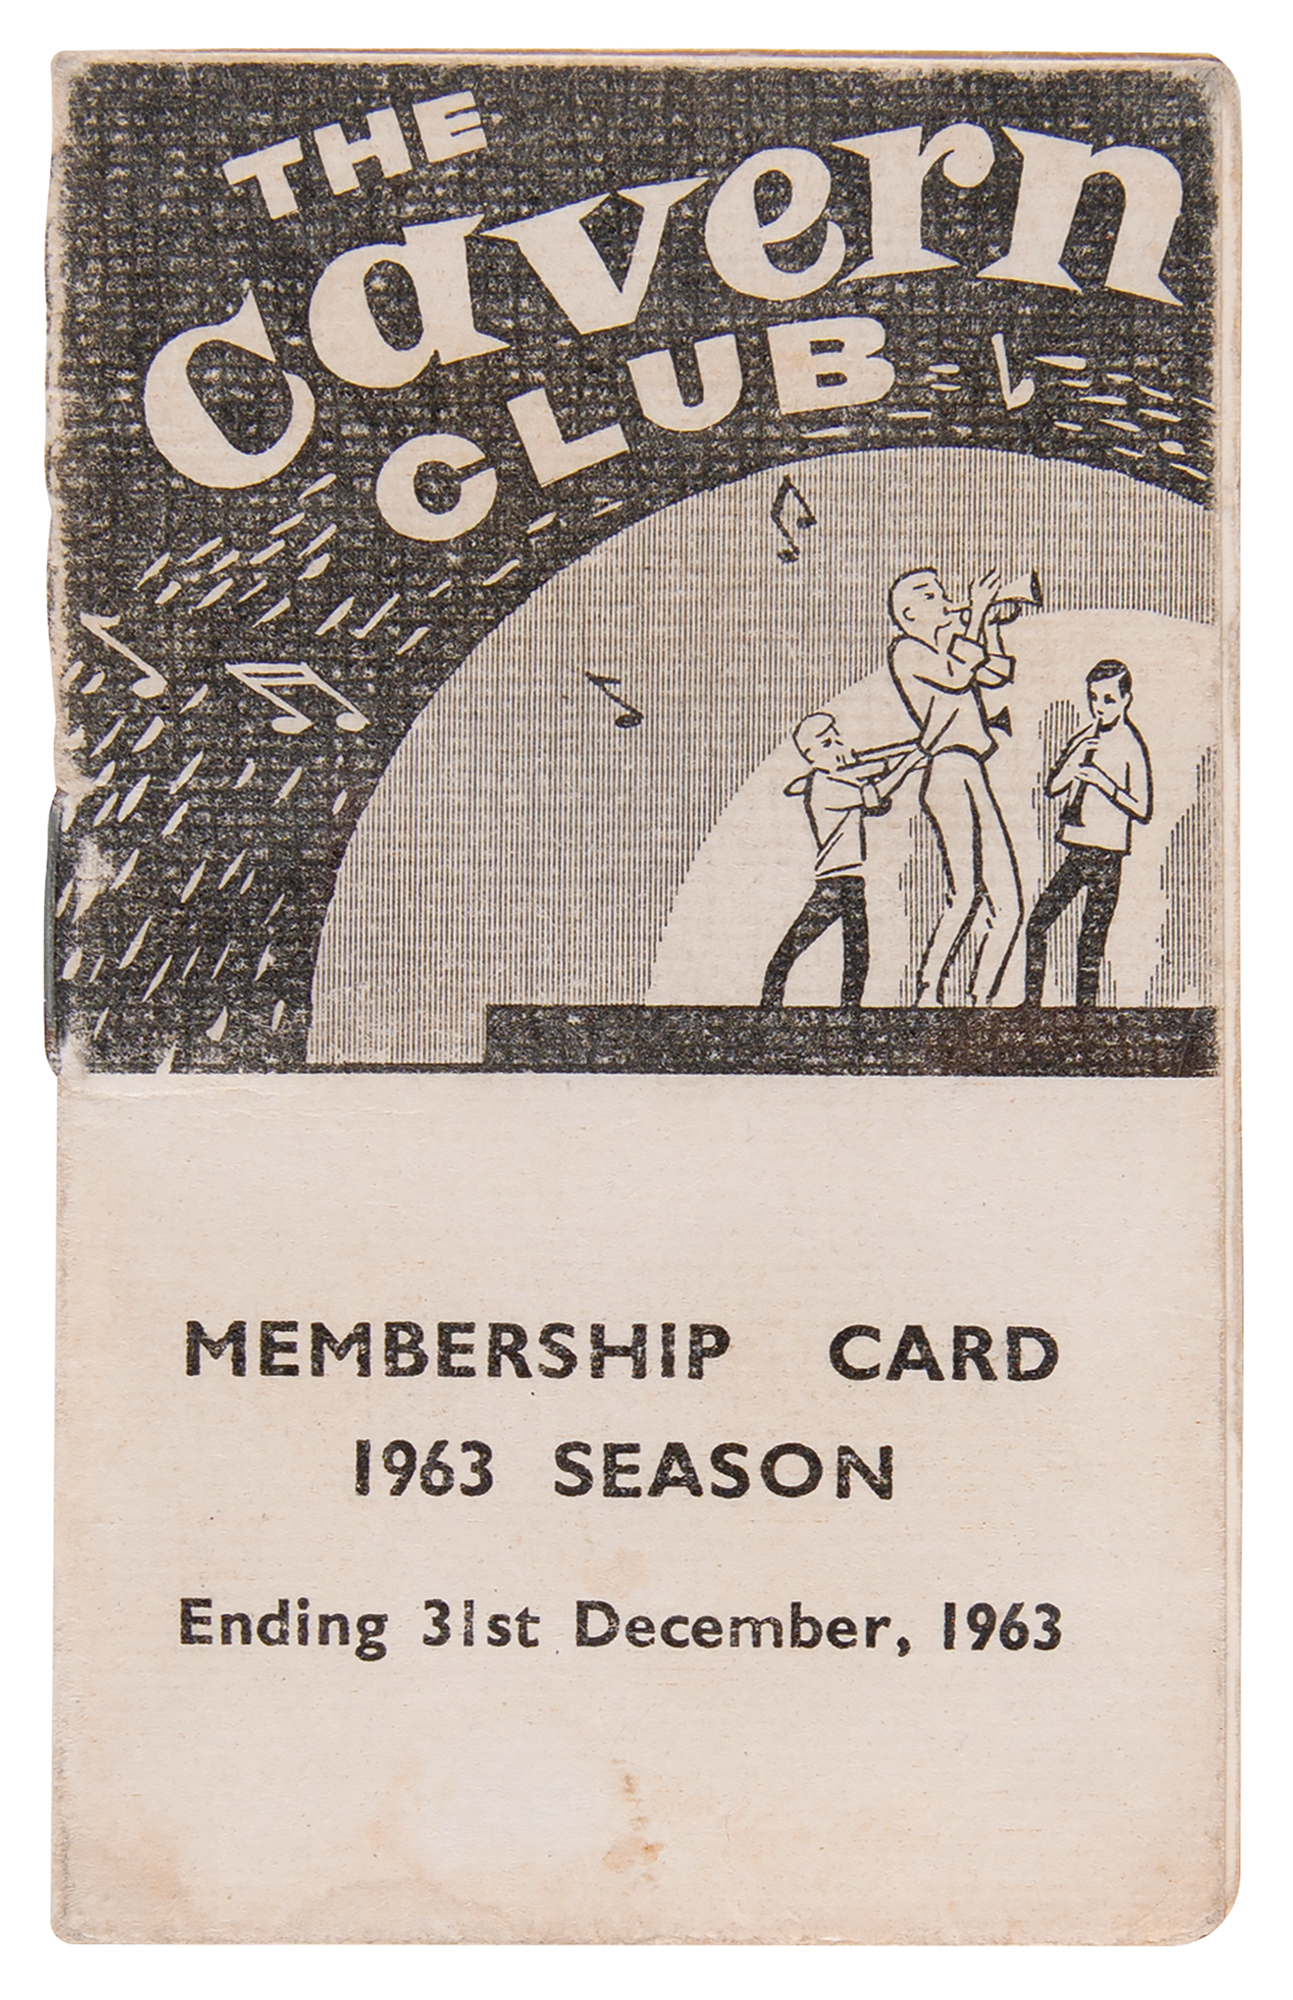 THE
Cavern
CLUB
MEMBERSHIP CARD
1963 SEASON
Ending 31st December, 1963